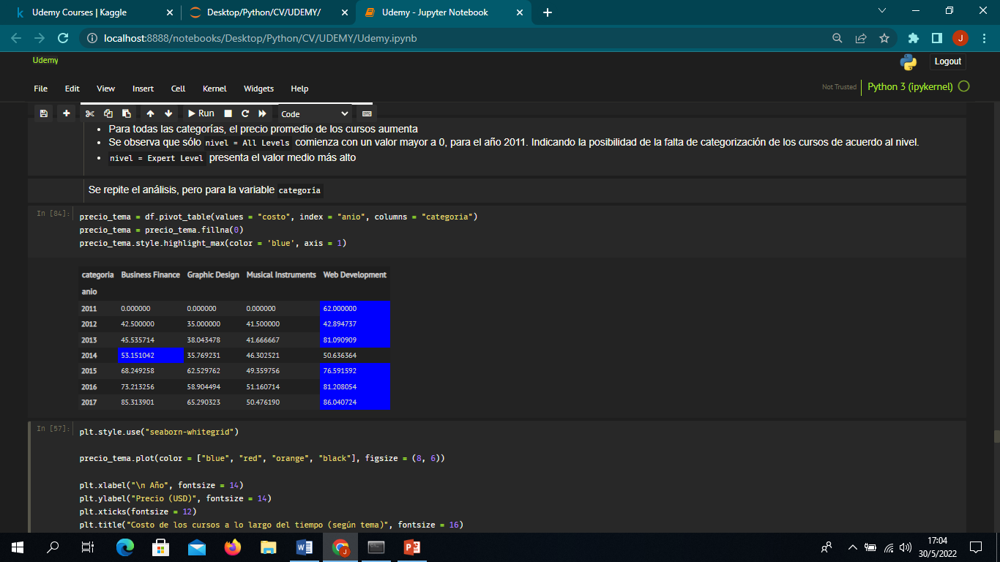 Udemy Courses | Kaggle
Desktop/Python/CV/UDEMY/
Udemy - Jupyter Notebook
localhost:8888/notebooks/Desktop/Python/CV/UDEMY/Udemy.ipynb
J
Udemy
Logout
File Edit View Insert Cell Kernel Widgets Help
Not Trusted
Python 3 (ipykernel)
Run
Code
• Para todas las categorías, el precio promedio de los cursos aumenta
• Se observa que sólo nivel = All Levels comienza con un valor mayor a 0, para el año 2011. Indicando la posibilidad de la falta de categorización de los cursos de acuerdo al nivel.
• nivel = Expert Level presenta el valor medio más alto
Se repite el análisis, pero para la variable categoria
In [84]:
precio_tema = df.pivot_table(values = "costo", index = "anio", columns = "categoria")
precio_tema = precio_tema.fillna(0)
precio_tema.style.highlight_max(color = 'blue', axis = 1)
categoria Business Finance Graphic Design Musical Instruments Web Development
anio
2011 0.000000 0.000000 0.000000 62.000000
2012 42.500000 35.000000 41.500000 42.894737
2013 45.535714 38.043478 41.666667 81.090909
2014 53.151042 35.769231 46.302521 50.636364
2015 68.249258 62.529762 49.359756 76.591592
2016 73.213256 58.904494 51.160714 81.208054
2017 85.313901 65.290323 50.476190 86.040724
In [57]:
plt.style.use("seaborn-whitegrid")
precio_tema.plot(color = ["blue", "red", "orange", "black"], figsize = (8, 6))
plt.xlabel("\n Año", fontsize = 14)
plt.ylabel("Precio (USD)", fontsize = 14)
plt.xticks(fontsize = 12)
plt.title("Costo de los cursos a lo largo del tiempo (según tema)", fontsize = 16)
17:04
30/5/2022